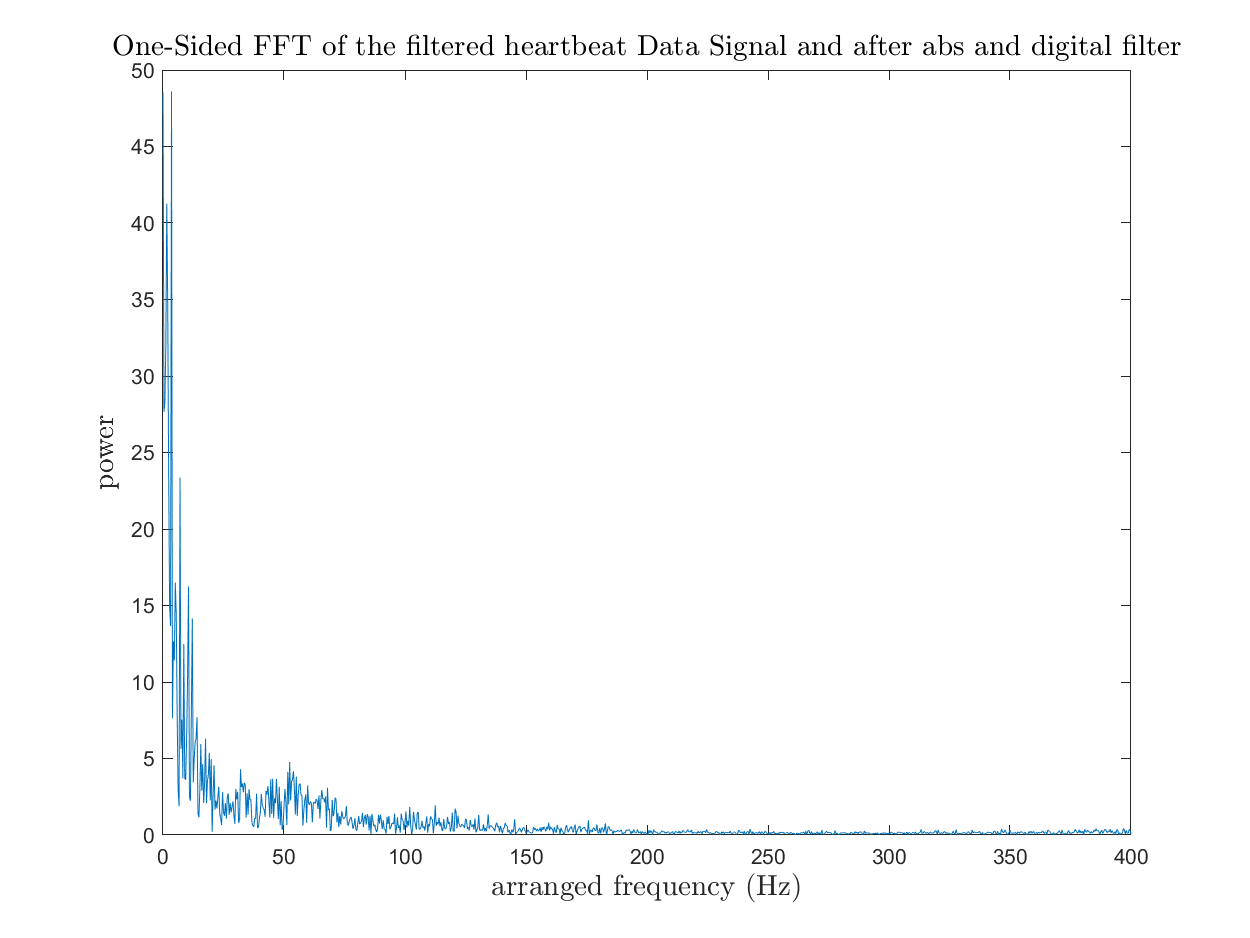 One-Sided FFT of the filtered heartbeat Data Signal and after abs and digital filter
50
45
40
35
30
25
20
15
10
5
0
power
0 50 100 150 200 250 300 350 400
arranged frequency (Hz)